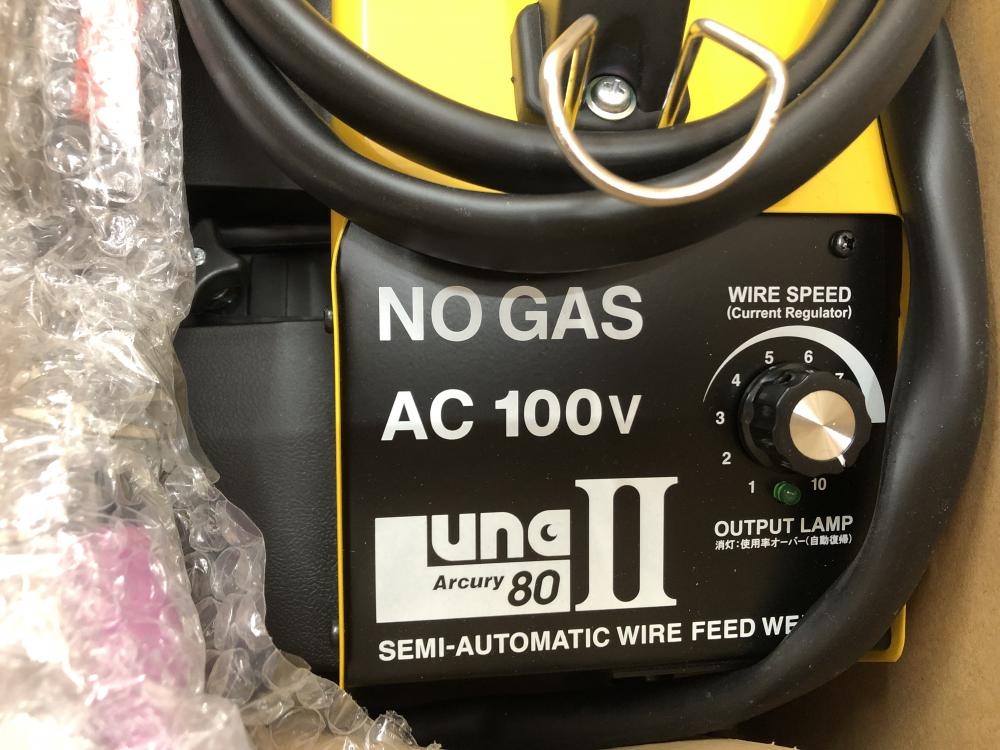 NO GAS
AC 100V
WIRE SPEED
(Current Regulator)
1 2 3 4 5 6 7 10
OUTPUT LAMP
消灯:使用率オーバー(自動復帰)
Luna II
Arcury 80
SEMI-AUTOMATIC WIRE FEED